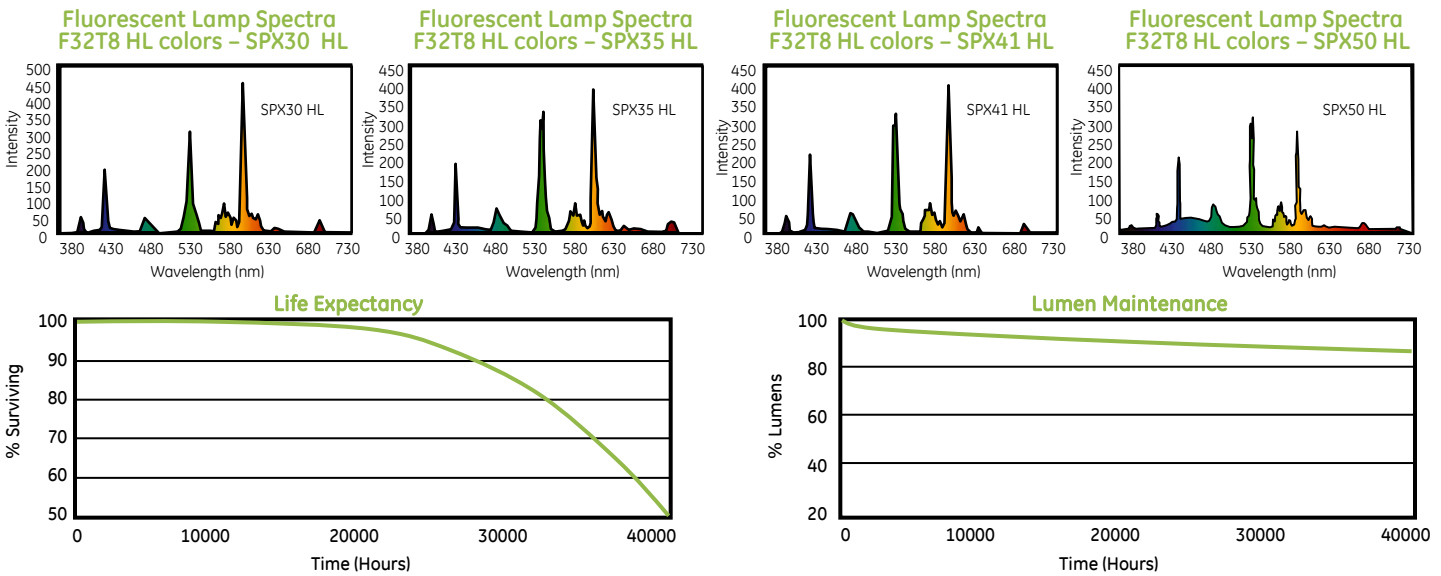 Fluorescent Lamp Spectra
F32T8 HL colors – SPX30 HL
500
450
400
350
300
250
200
150
100
50
0
Intensity
SPX30 HL
380 430 480 530 580 630 680 730
Wavelength (nm)
Fluorescent Lamp Spectra
F32T8 HL colors – SPX35 HL
450
400
350
300
250
200
150
100
50
0
Intensity
SPX35 HL
380 430 480 530 580 630 680 730
Wavelength (nm)
Fluorescent Lamp Spectra
F32T8 HL colors – SPX41 HL
450
400
350
300
250
200
150
100
50
0
Intensity
SPX41 HL
380 430 480 530 580 630 680 730
Wavelength (nm)
Fluorescent Lamp Spectra
F32T8 HL colors – SPX50 HL
450
400
350
300
250
200
150
100
50
0
Intensity
SPX50 HL
380 430 480 530 580 630 680 730
Wavelength (nm)
Life Expectancy
100
90
80
70
60
50
% Surviving
0 10000 20000 30000 40000
Time (Hours)
Lumen Maintenance
100
80
60
40
20
% Lumens
0 10000 20000 30000 40000
Time (Hours)